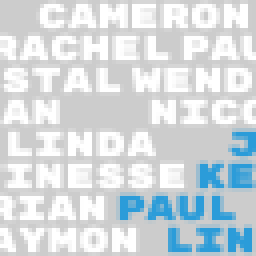 CAMERON
RACHEL PAU
STAL WEND
AN NICO
LINDA J
INESSE KE
RIAN PAUL
AYMON LIN